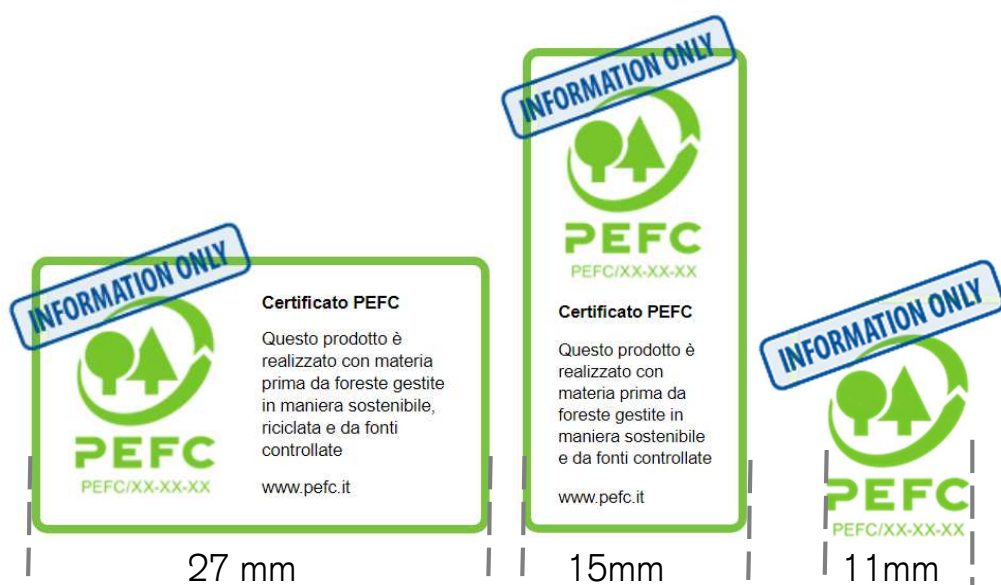 INFORMATION ONLY
PEFC
PEFC/XX-XX-XX
Certificato PEFC
Questo prodotto è
realizzato con materia
prima da foreste gestite
in maniera sostenibile,
riciclata e da fonti
controllate
www.pefc.it
27 mm
INFORMATION ONLY
PEFC
PEFC/XX-XX-XX
Certificato PEFC
Questo prodotto è
realizzato con
materia prima da
foreste gestite in
maniera sostenibile
e da fonti controllate
www.pefc.it
15mm
INFORMATION ONLY
PEFC
PEFC/XX-XX-XX
11mm